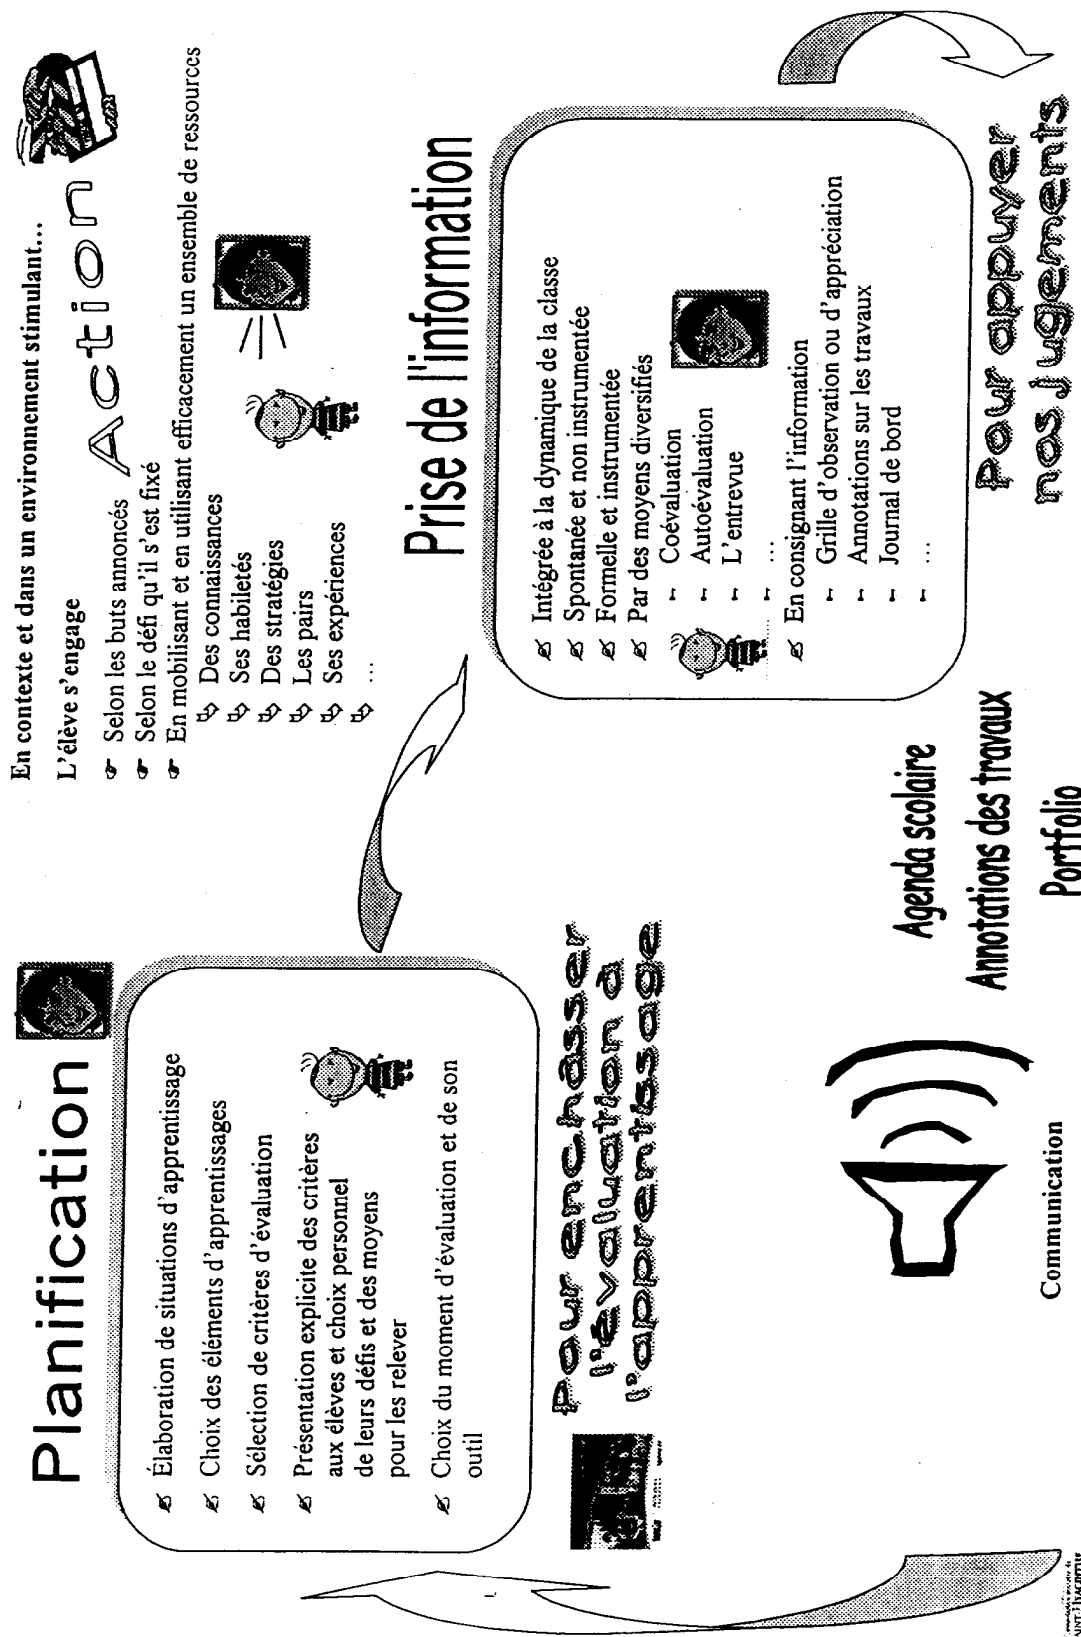 Planification
Élaboration de situations d'apprentissage
Choix des éléments d'apprentissages
Sélection de critères d'évaluation
Présentation explicite des critères
aux élèves et choix personnel
de leurs défis et des moyens
pour les relever
Choix du moment d'évaluation et de son
outil
Pour enchâsser
l'évaluation à
l'apprentissage
En contexte et dans un environnement stimulant…
L'élève s'engage
Action
Selon les buts annoncés
Selon le défi qu'il s'est fixé
En mobilisant et en utilisant efficacement un ensemble de ressources
Des connaissances
Ses habiletés
Des stratégies
Les pairs
Ses expériences
…
Prise de l'information
Intégrée à la dynamique de la classe
Spontanée et non instrumentée
Formelle et instrumentée
Par des moyens diversifiés
Coévaluation
Autoévaluation
L'entrevue
…
En consignant l'information
Grille d'observation ou d'appréciation
Annotations sur les travaux
Journal de bord
…
Pour appuyer
nos jugements
Agenda scolaire
Annotations des travaux
Portfolio
Communication